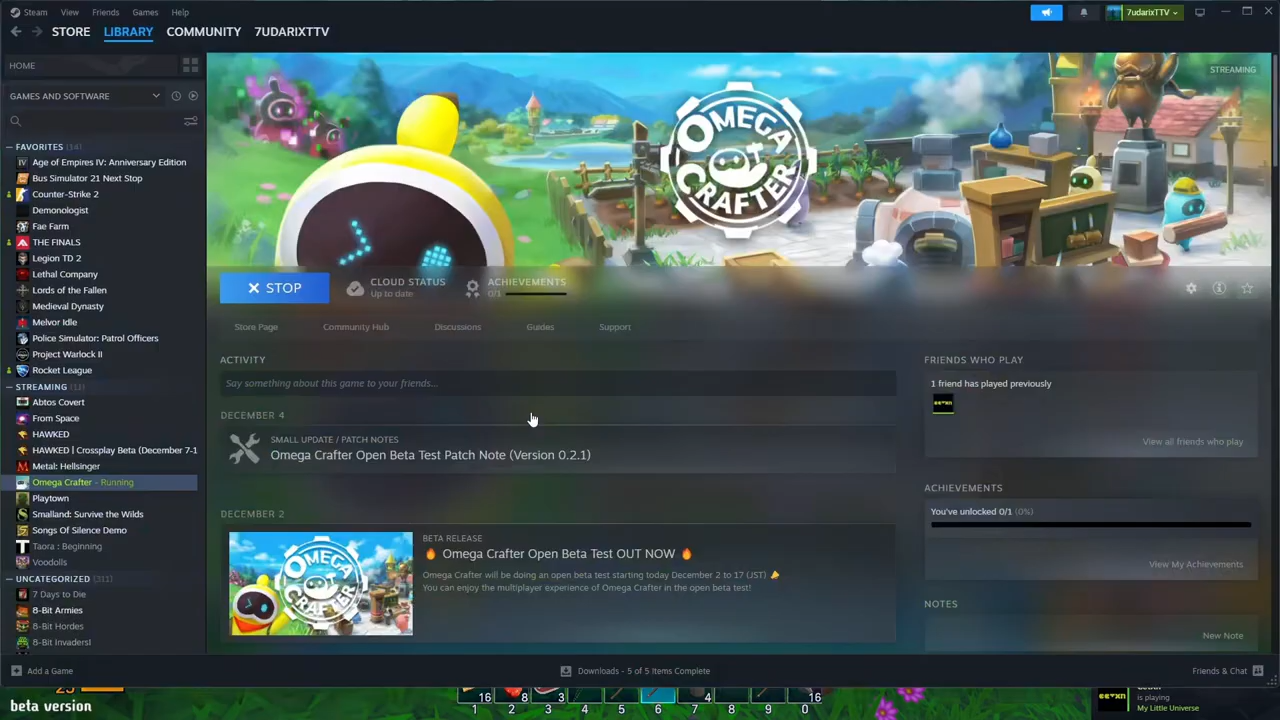 Steam View Friends Games Help
7udarixTTV
STORE LIBRARY COMMUNITY 7UDARIXTTV
HOME
STREAMING
GAMES AND SOFTWARE
OMEGA CRAFTER
FAVORITES (14)
Age of Empires IV: Anniversary Edition
Bus Simulator 21 Next Stop
Counter-Strike 2
Demonologist
Fae Farm
THE FINALS
Legion TD 2
Lethal Company
Lords of the Fallen
Medieval Dynasty
Melvor Idle
Police Simulator: Patrol Officers
Project Warlock II
Rocket League
STREAMING (11)
Abtos Covert
From Space
HAWKED
HAWKED | Crossplay Beta (December 7-1
Metal: Hellsinger
Omega Crafter - Running
Playtown
Smalland: Survive the Wilds
Songs Of Silence Demo
Taora : Beginning
Voodolls
UNCATEGORIZED (311)
7 Days to Die
8-Bit Armies
8-Bit Hordes
8-Bit Invaders!
STOP
CLOUD STATUS
Up to date
ACHIEVEMENTS
0/1
Store Page Community Hub Discussions Guides Support
ACTIVITY
Say something about this game to your friends...
DECEMBER 4
SMALL UPDATE / PATCH NOTES
Omega Crafter Open Beta Test Patch Note (Version 0.2.1)
DECEMBER 2
OMEGA CRAFTER
BETA RELEASE
🔥 Omega Crafter Open Beta Test OUT NOW 🔥
Omega Crafter will be doing an open beta test starting today December 2 to 17 (JST)
You can enjoy the multiplayer experience of Omega Crafter in the open beta test!
FRIENDS WHO PLAY
1 friend has played previously
View all friends who play
ACHIEVEMENTS
You've unlocked 0/1 (0%)
View My Achievements
NOTES
New Note
Add a Game
Downloads - 5 of 5 Items Complete
Friends & Chat
16 8 3 4 16
1 2 3 4 5 6 7 8 9 0
beta version
is playing
My Little Universe